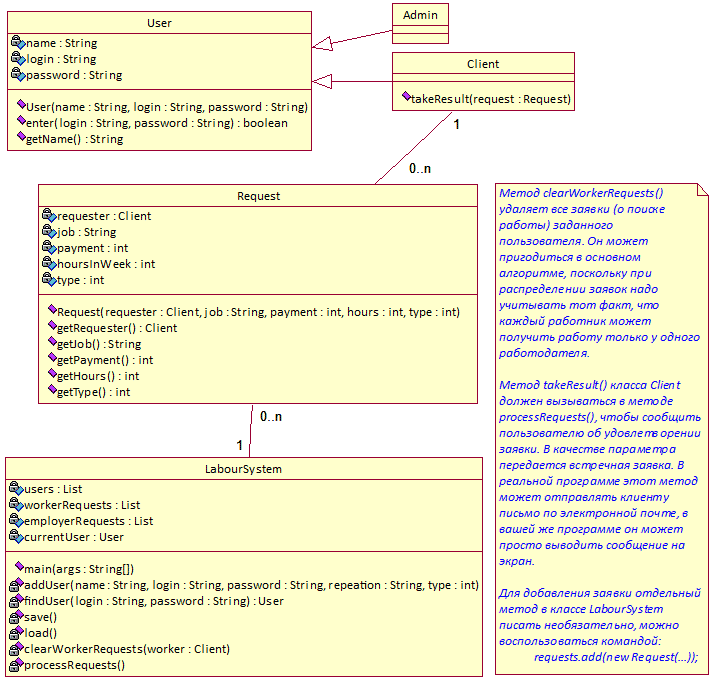 User
name : String
login : String
password : String
User(name : String, login : String, password : String)
enter(login : String, password : String) : boolean
getName() : String
Admin
Client
takeResult(request : Request)
1
0..n
Request
requester : Client
job : String
payment : int
hoursInWeek : int
type : int
Request(requester : Client, job : String, payment : int, hours : int, type : int)
getRequester() : Client
getJob() : String
getPayment() : int
getHours() : int
getType() : int
0..n
1
LabourSystem
users : List
workerRequests : List
employerRequests : List
currentUser : User
main(args : String[])
addUser(name : String, login : String, password : String, repeation : String, type : int)
findUser(login : String, password : String) : User
save()
load()
clearWorkerRequests(worker : Client)
processRequests()
Метод clearWorkerRequests()
удаляет все заявки (о поиске
работы) заданного
пользователя. Он может
пригодиться в основном
алгоритме, поскольку при
распределении заявок надо
учитывать тот факт, что
каждый работник может
получить работу только у одного
работодателя.
Метод takeResult() класса Client
должен вызываться в методе
processRequests(), чтобы сообщить
пользователю об удовлетворении
заявки. В качестве параметра
передается встречная заявка. В
реальной программе этот метод
может отправлять клиенту
письмо по электронной почте, в
вашей же программе он может
просто выводить сообщение на
экран.
Для добавления заявки отдельный
метод в классе LabourSystem
писать необязательно, можно
воспользоваться командой:
requests.add(new Request(...));